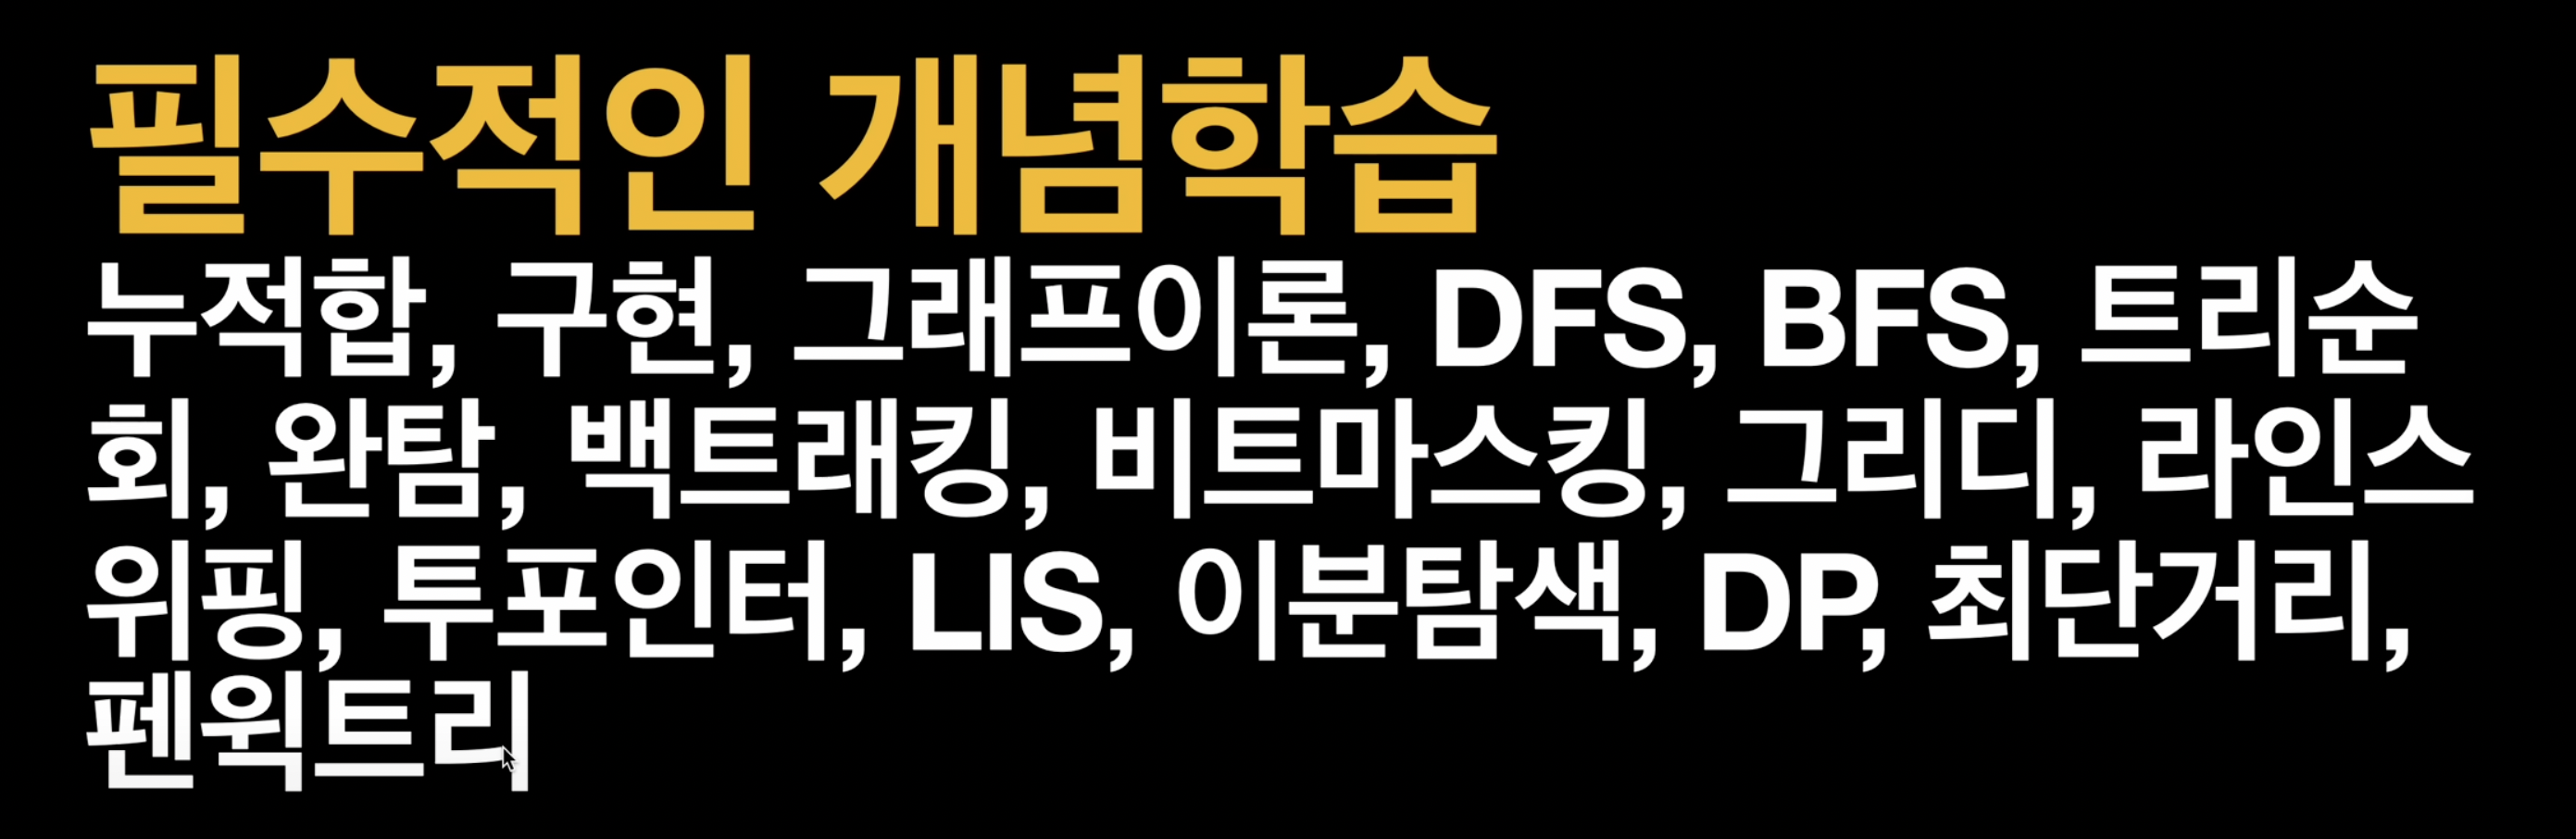 필수적인 개념학습
누적합, 구현, 그래프이론, DFS, BFS, 트리순
회, 완탐, 백트래킹, 비트마스킹, 그리디, 라인스
위핑, 투포인터, LIS, 이분탐색, DP, 최단거리,
펜윅트리